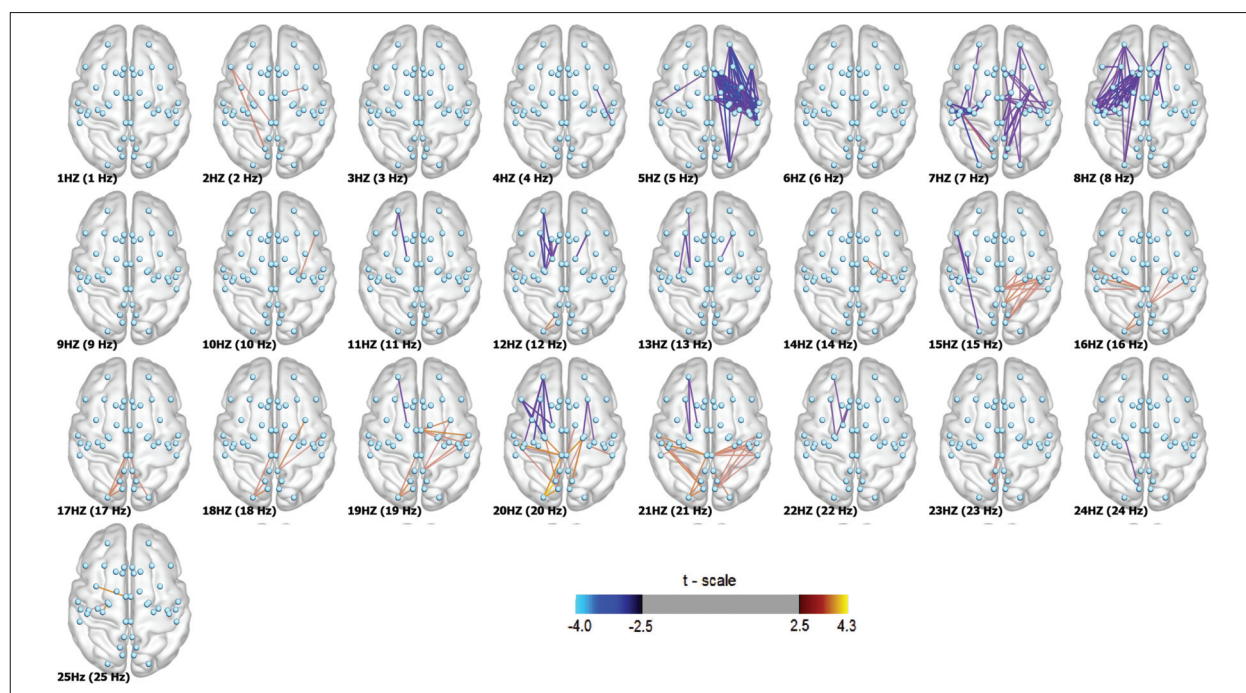 1HZ (1 Hz) 2HZ (2 Hz) 3HZ (3 Hz) 4HZ (4 Hz) 5HZ (5 Hz) 6HZ (6 Hz) 7HZ (7 Hz) 8HZ (8 Hz)
9HZ (9 Hz) 10HZ (10 Hz) 11HZ (11 Hz) 12HZ (12 Hz) 13HZ (13 Hz) 14HZ (14 Hz) 15HZ (15 Hz) 16HZ (16 Hz)
17HZ (17 Hz) 18HZ (18 Hz) 19HZ (19 Hz) 20HZ (20 Hz) 21HZ (21 Hz) 22HZ (22 Hz) 23HZ (23 Hz) 24HZ (24 Hz)
t - scale
-4.0 -2.5 2.5 4.3
25Hz (25 Hz)